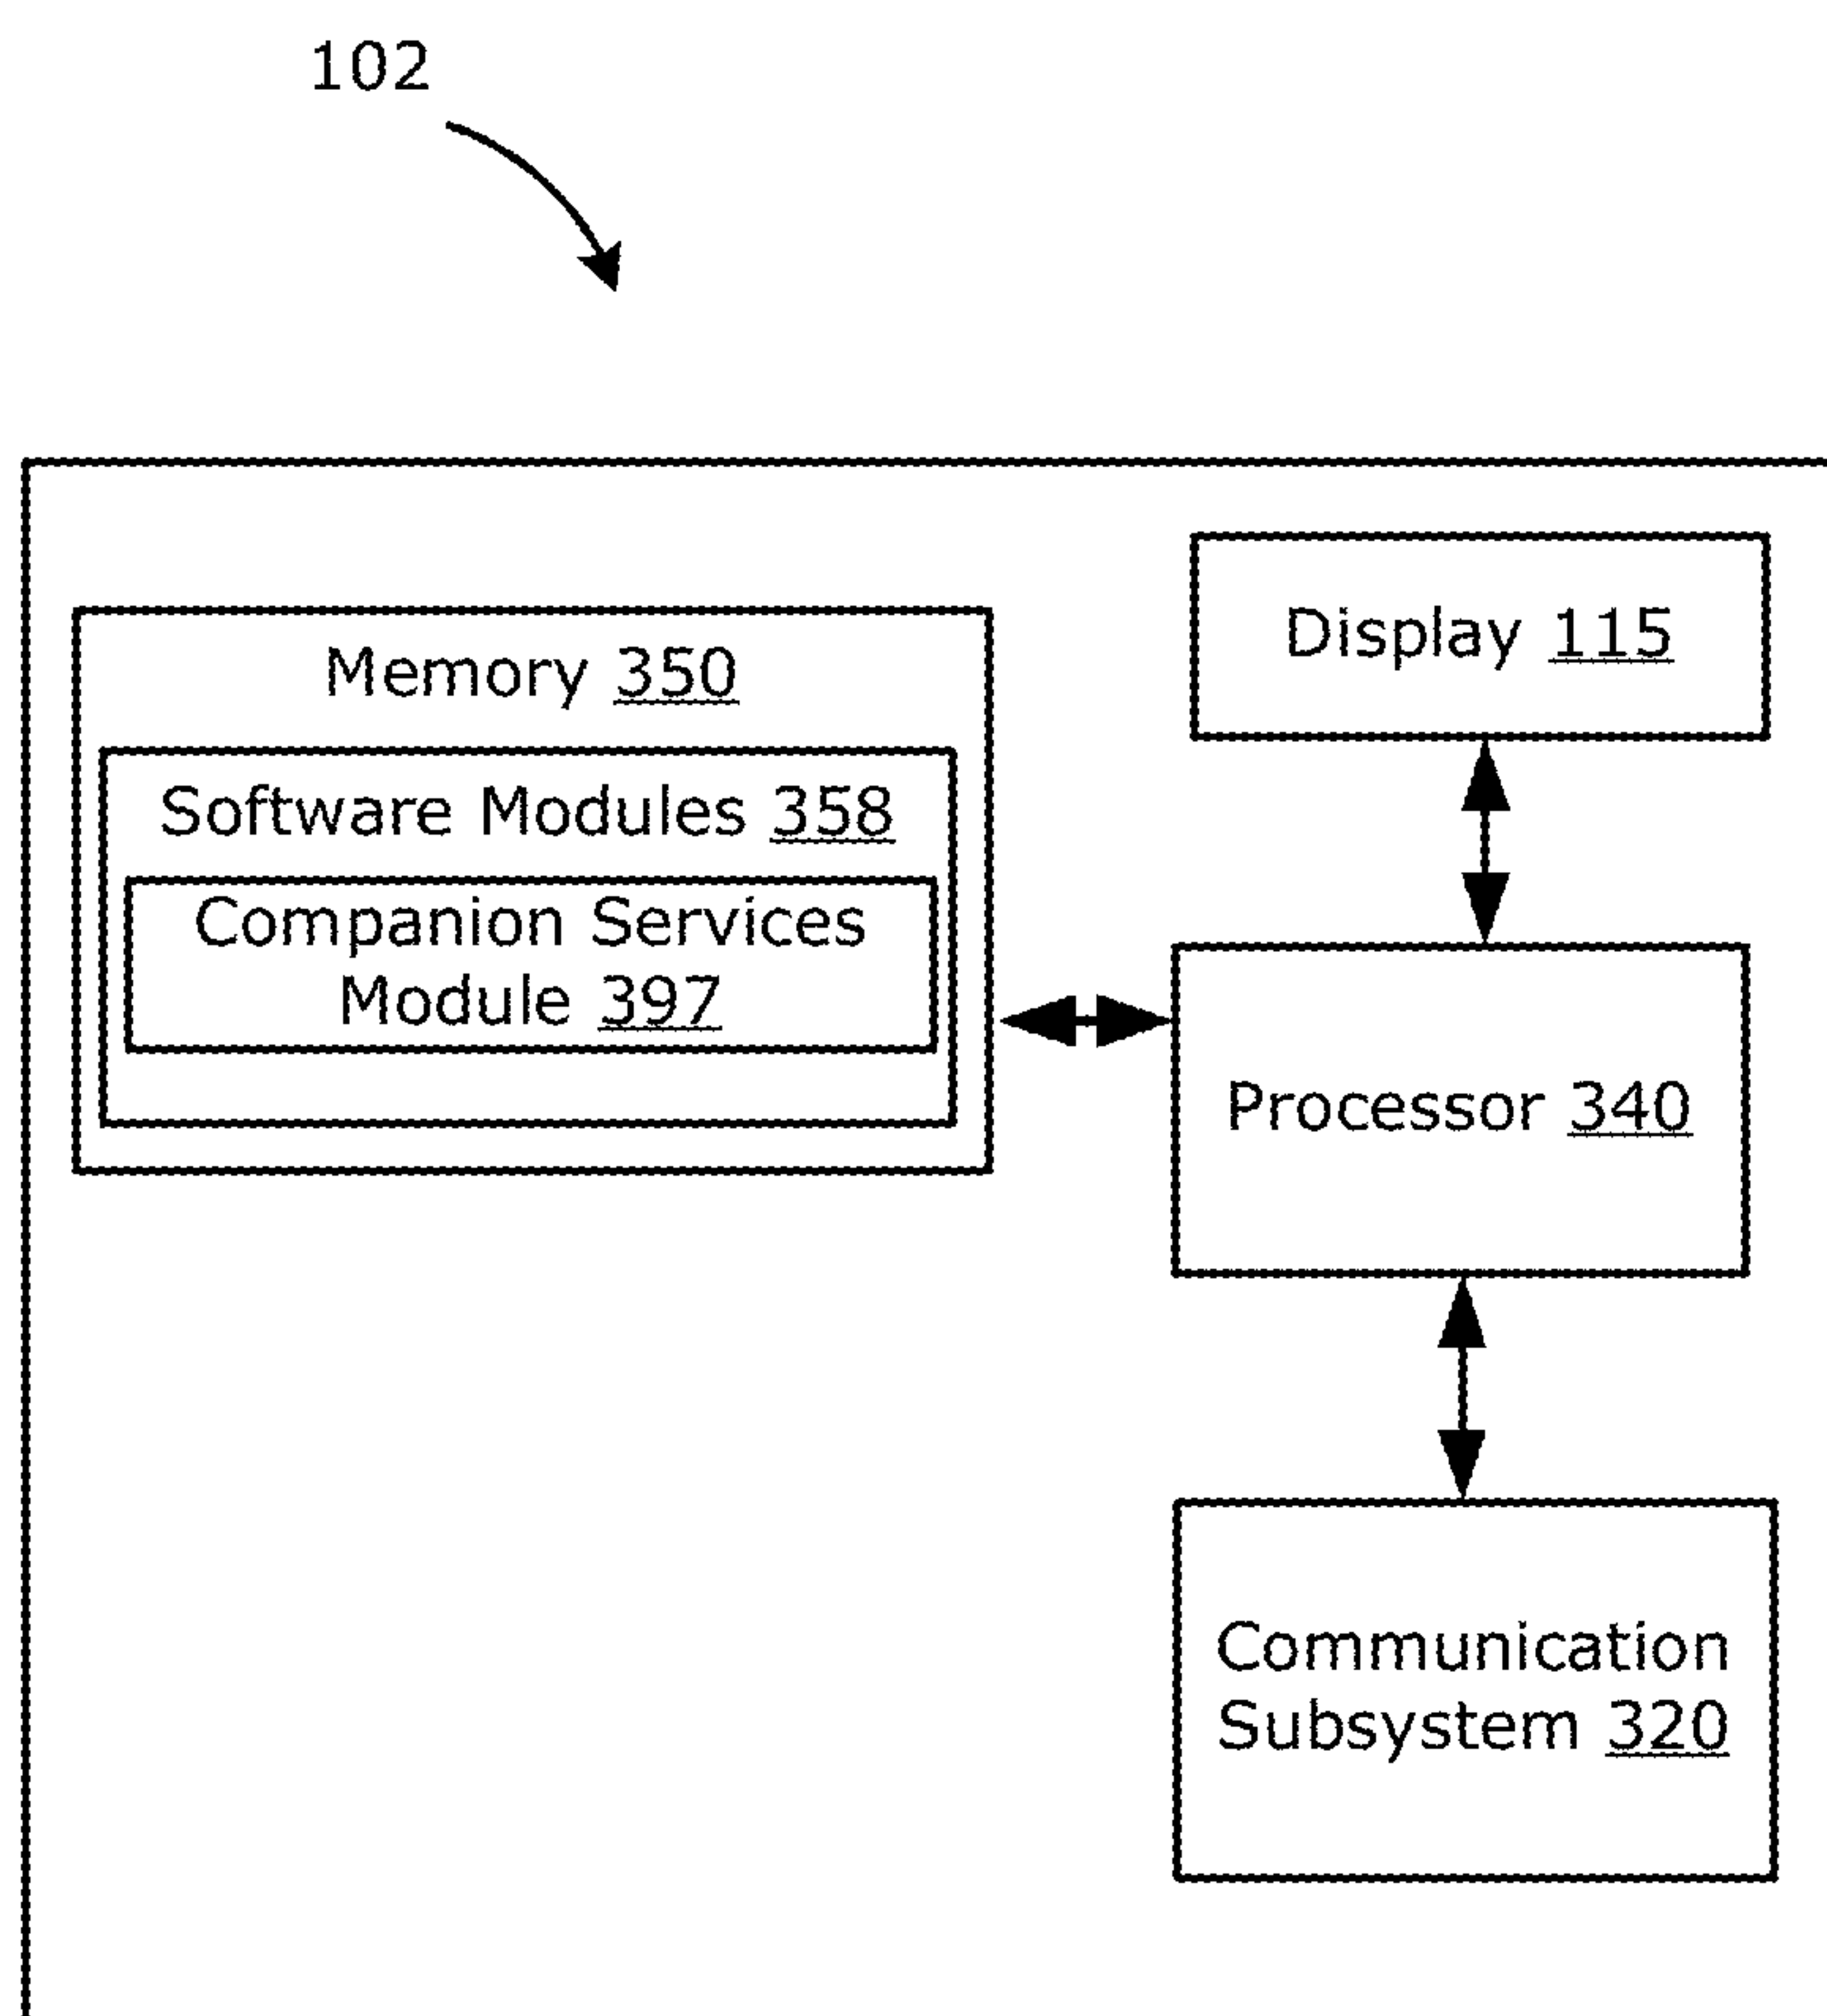 102
Display 115
Memory 350
Software Modules 358
Companion Services
Module 397
Processor 340
Communication
Subsystem 320